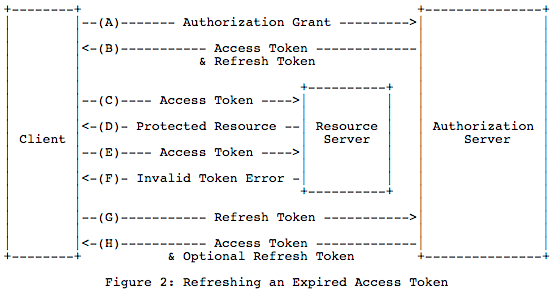 --(A)------- Authorization Grant --------->
<-(B)----------- Access Token -------------
& Refresh Token
--(C)---- Access Token ---->
<-(D)- Protected Resource --
Resource Authorization
Client Server Server
--(E)---- Access Token ---->
<-(F)- Invalid Token Error -
--(G)----------- Refresh Token ----------->
<-(H)----------- Access Token -------------
& Optional Refresh Token
Figure 2: Refreshing an Expired Access Token